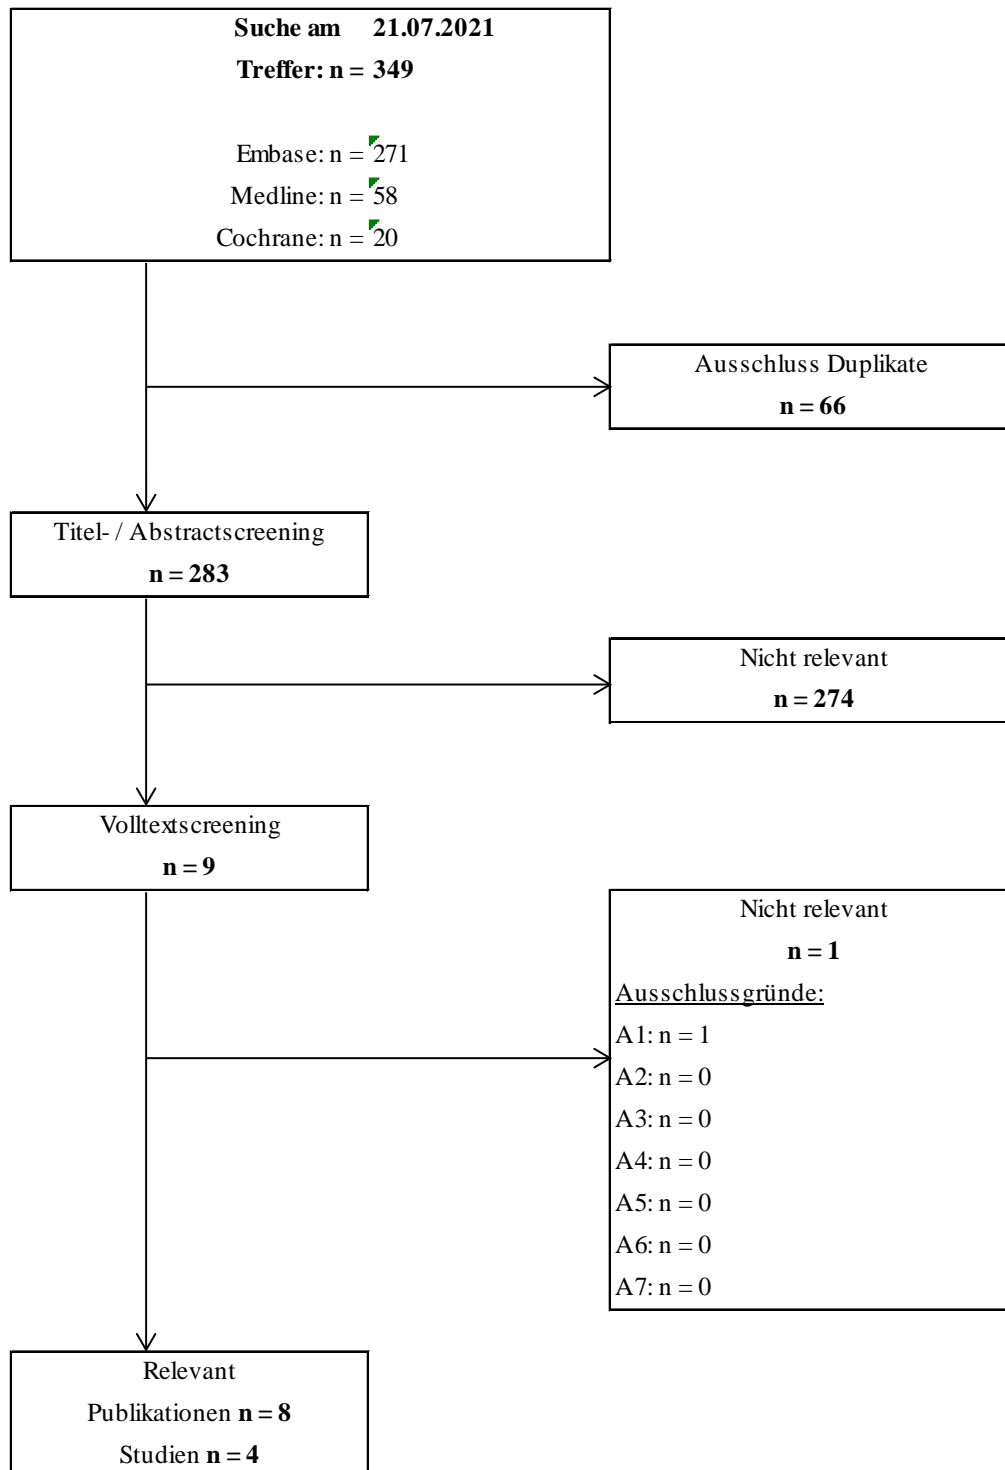 Suche am 21.07.2021
Treffer: n = 349
Embase: n = 271
Medline: n = 58
Cochrane: n = 20
Ausschluss Duplikate
n = 66
Titel- / Abstractscreening
n = 283
Nicht relevant
n = 274
Volltextscreening
n = 9
Nicht relevant
n = 1
Ausschlussgründe:
A1: n = 1
A2: n = 0
A3: n = 0
A4: n = 0
A5: n = 0
A6: n = 0
A7: n = 0
Relevant
Publikationen n = 8
Studien n = 4